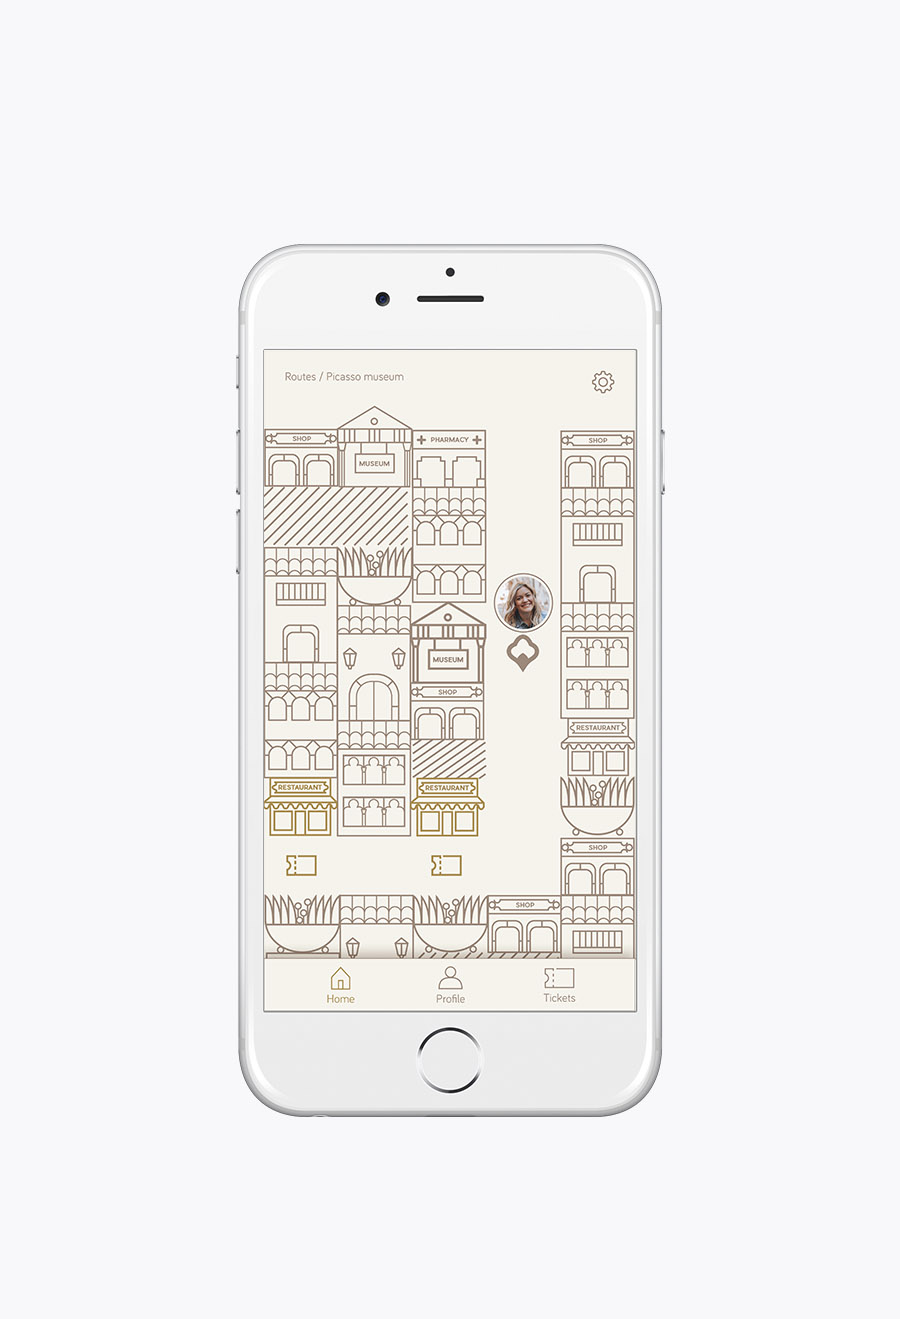 Routes / Picasso museum
SHOP
MUSEUM
PHARMACY
SHOP
MUSEUM
SHOP
RESTAURANT
RESTAURANT
RESTAURANT
SHOP
SHOP
Home
Profile
Tickets